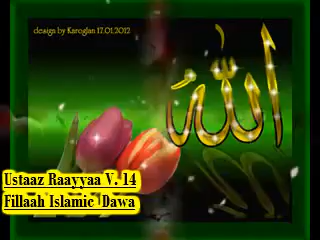 design by Karoglan 17.01.2012
الله
Ustaaz Raayyaa V. 14
Fillaah Islamic Dawa